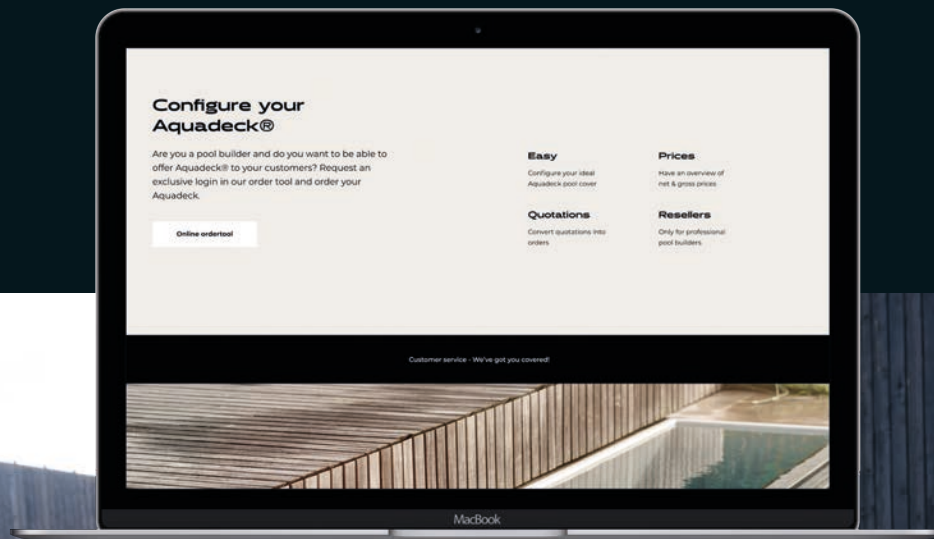 Configure your
Aquadeck®
Are you a pool builder and do you want to be able to
offer Aquadeck® to your customers? Request an
exclusive login in our order tool and order your
Aquadeck.
Online ordertool
Easy
Configure your ideal
Aquadeck pool cover
Prices
Have an overview of
net & gross prices
Quotations
Convert quotations into
orders
Resellers
Only for professional
pool builders
Customer service - We've got you covered!
MacBook